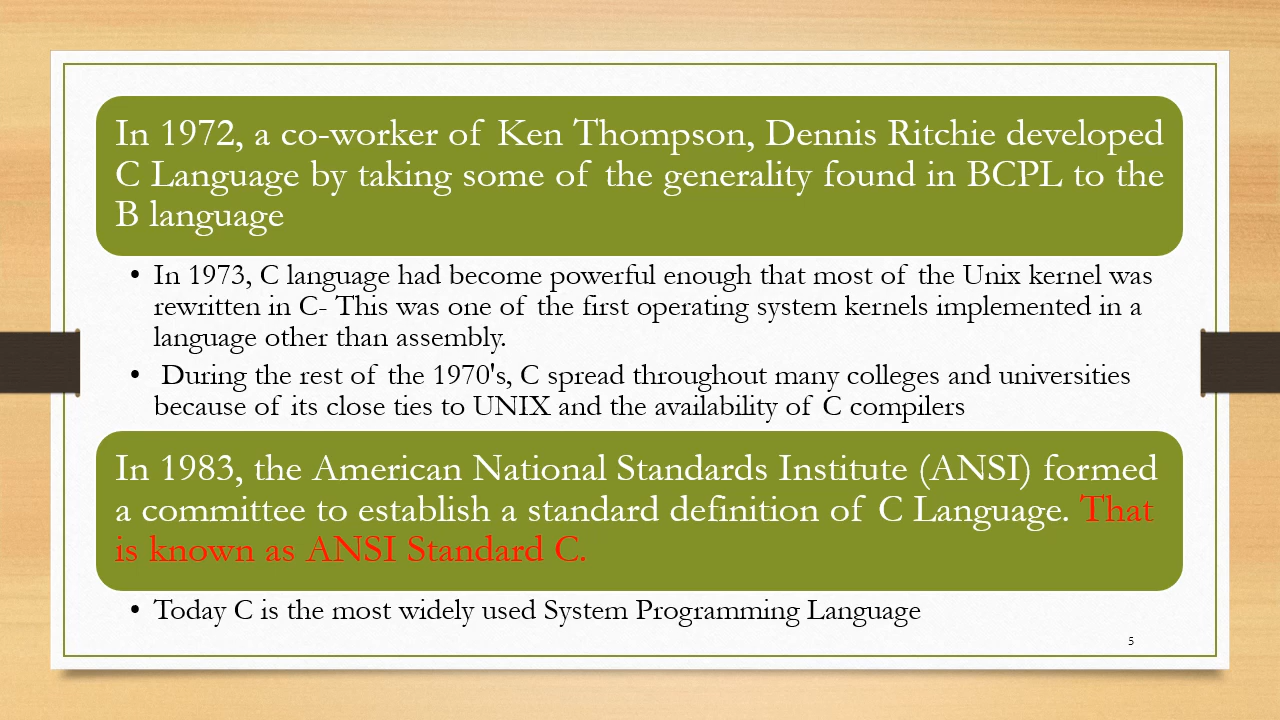 In 1972, a co-worker of Ken Thompson, Dennis Ritchie developed
C Language by taking some of the generality found in BCPL to the
B language
• In 1973, C language had become powerful enough that most of the Unix kernel was
rewritten in C- This was one of the first operating system kernels implemented in a
language other than assembly.
• During the rest of the 1970's, C spread throughout many colleges and universities
because of its close ties to UNIX and the availability of C compilers
In 1983, the American National Standards Institute (ANSI) formed
a committee to establish a standard definition of C Language. That
is known as ANSI Standard C.
• Today C is the most widely used System Programming Language
5